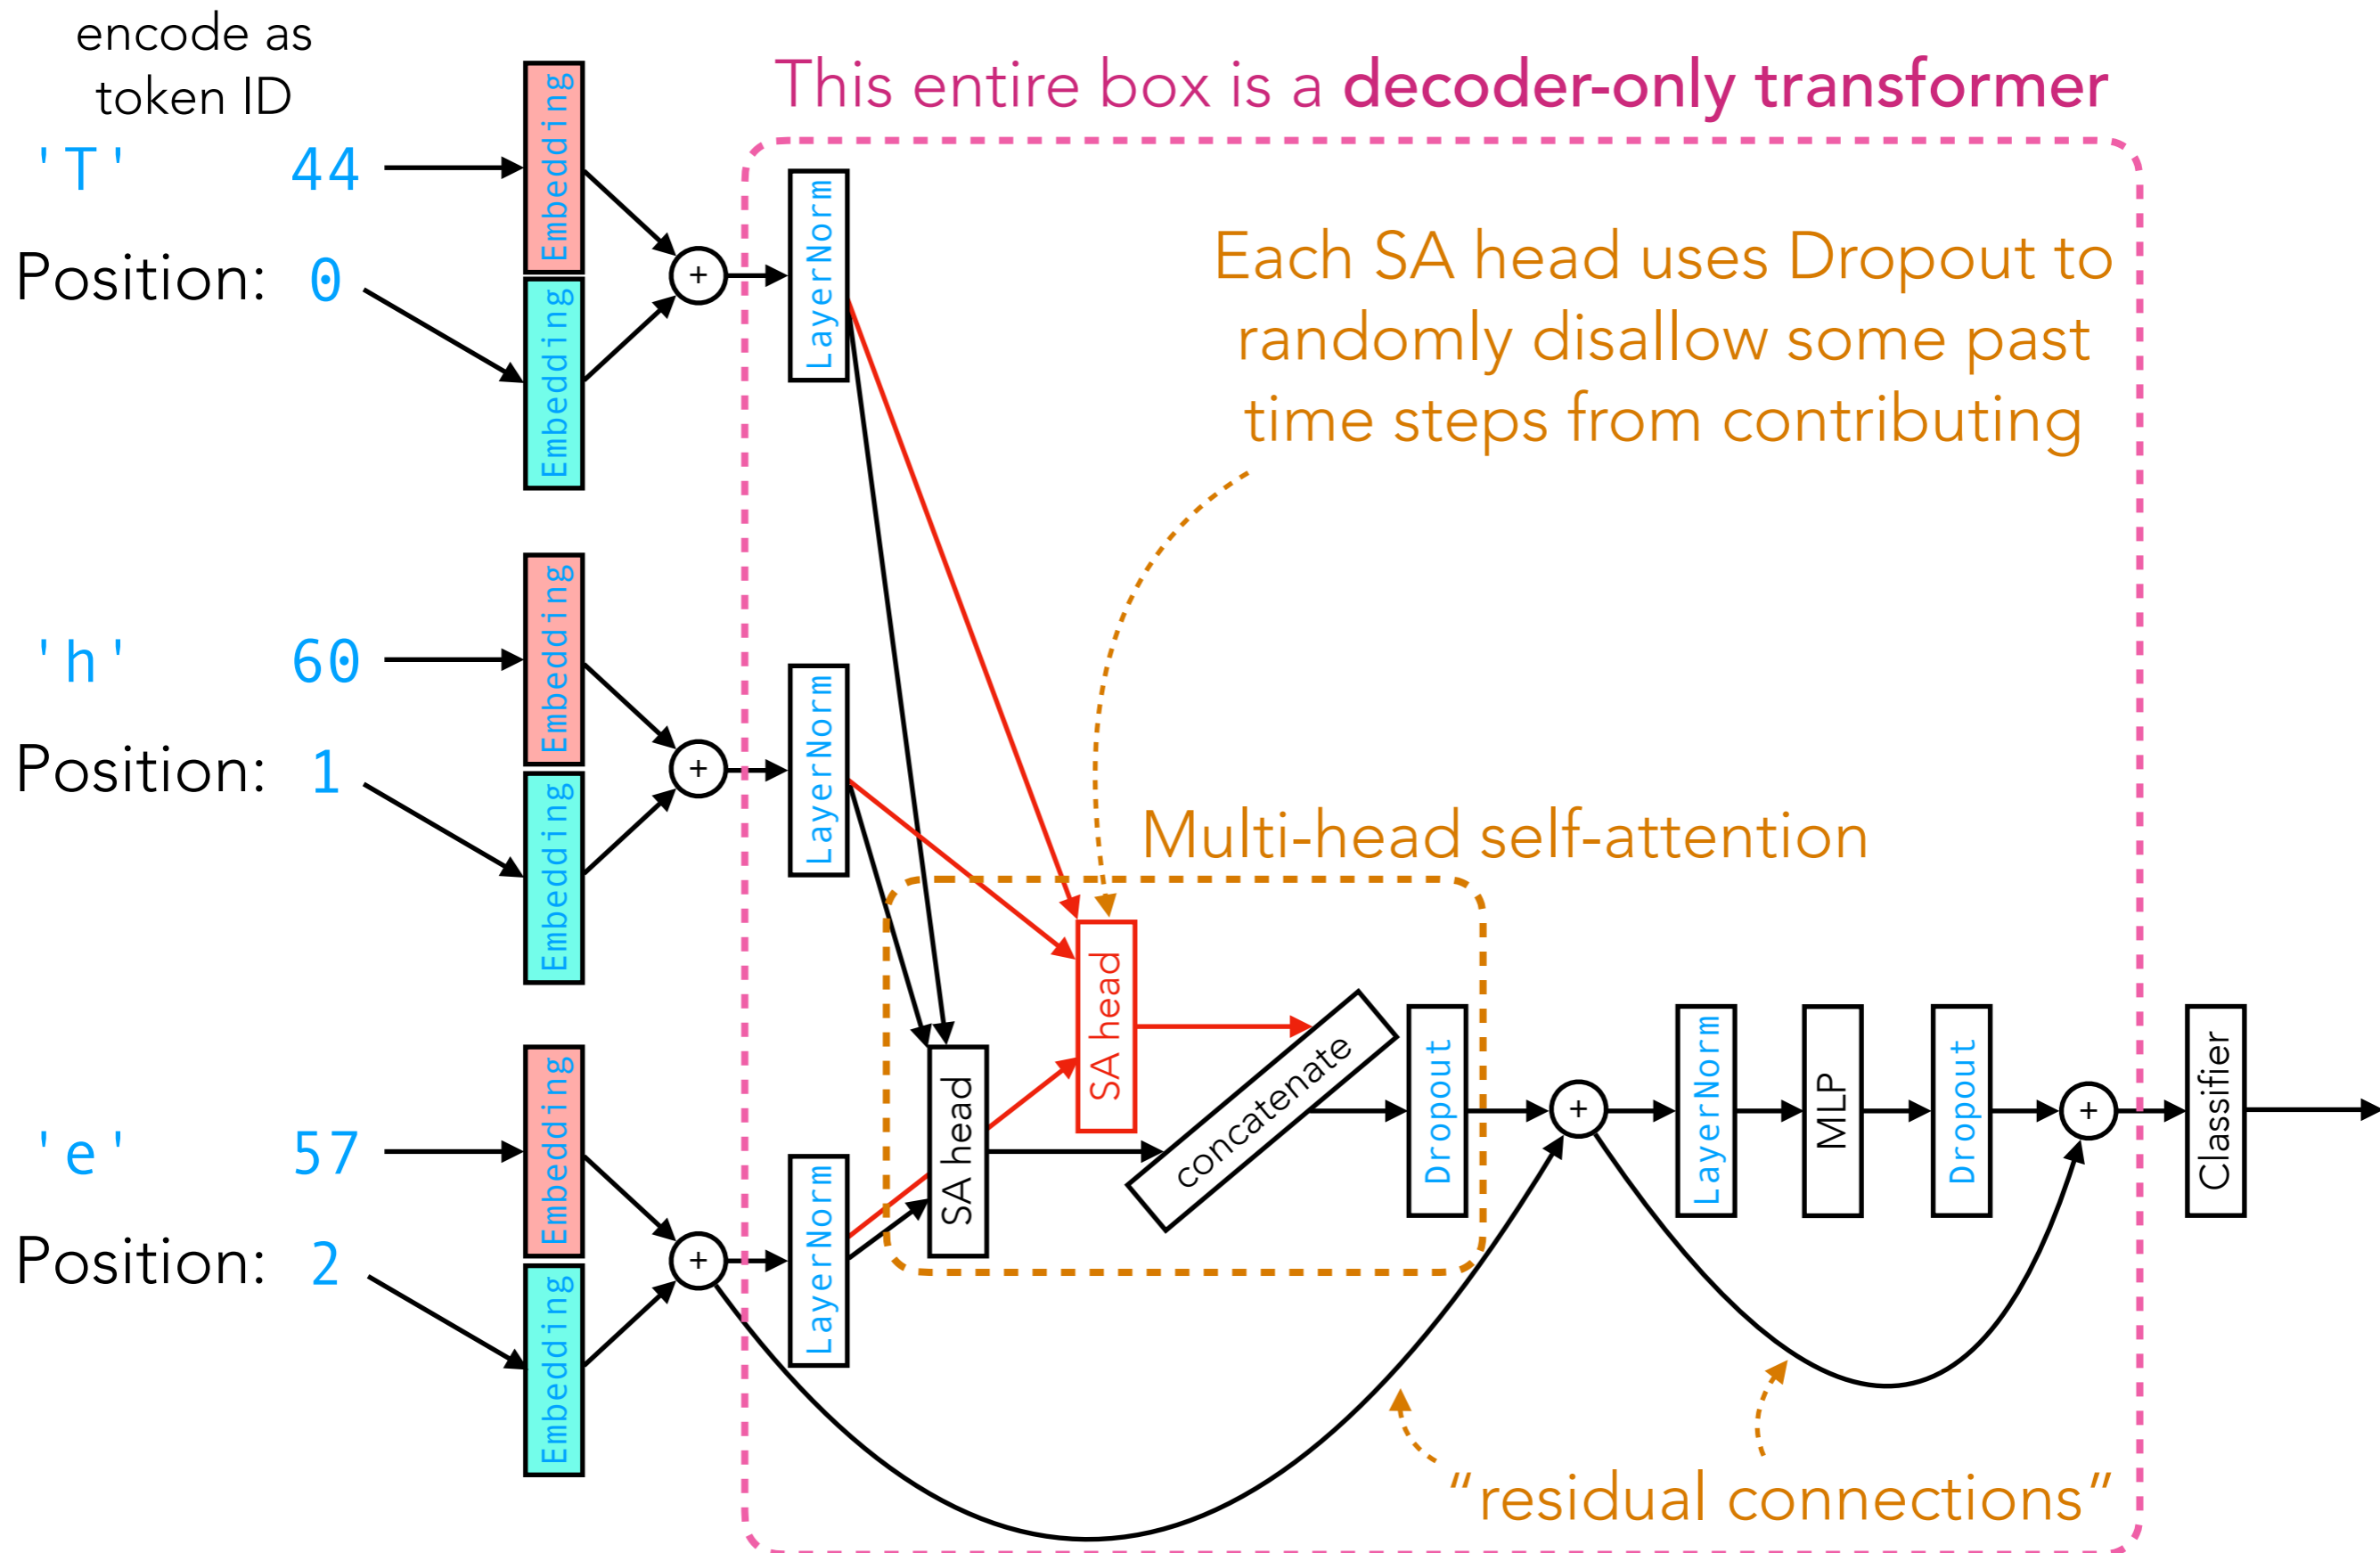 encode as
token ID
This entire box is a decoder-only transformer
'T' 44
Embedding
Position: 0
Embedding
+
LayerNorm
Each SA head uses Dropout to
randomly disallow some past
time steps from contributing
'h' 60
Embedding
Position: 1
Embedding
+
LayerNorm
Multi-head self-attention
'e' 57
Embedding
Position: 2
Embedding
+
LayerNorm
SA head
SA head
concatenate
Dropout
+
LayerNorm
MLP
Dropout
+
Classifier
“residual connections”